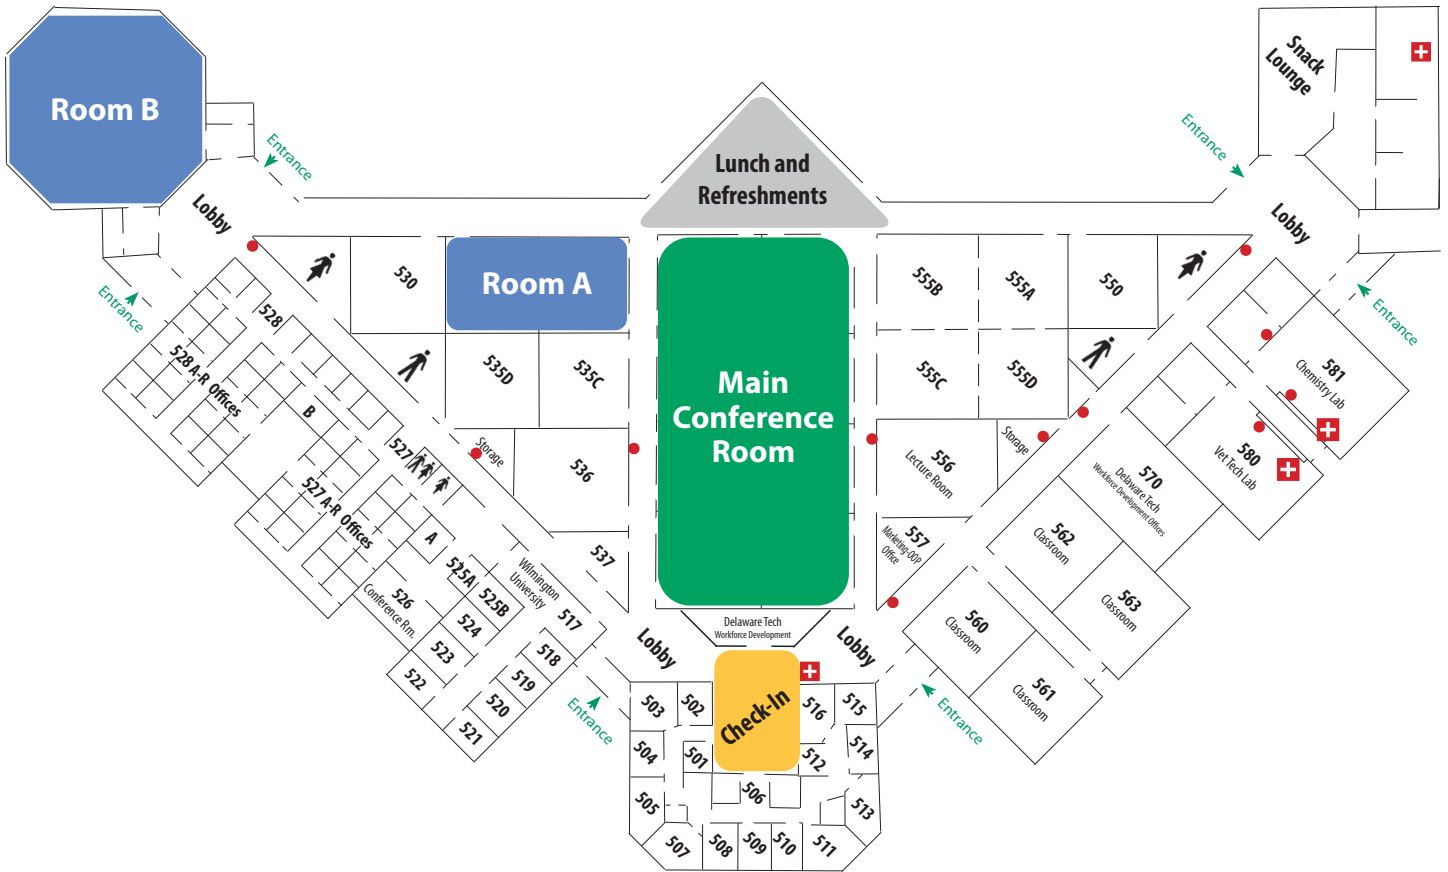 Room B
Entrance
Lobby
Entrance
Lunch and
Refreshments
Entrance
Snack
Lounge
Lobby
Entrance
530
Room A
Main
Conference
Room
555B
555A
550
535D
535C
555C
555D
Storage
536
537
556
Lecture Room
Storage
557
Marketing-OOP
Office
528
528 A-R Offices
B
527
527 A-R Offices
A
525A
525B
526
Conference Rm.
524
523
522
Wilmington
University
517
518
519
520
521
Entrance
581
Chemistry Lab
580
Vet Tech Lab
570
Delaware Tech
Workforce Development Offices
562
Classroom
563
Classroom
560
Classroom
561
Classroom
Entrance
Delaware Tech
Workforce Development
Lobby
Lobby
Check-In
503
502
516
515
504
501
512
514
505
506
513
507
508
509
510
511